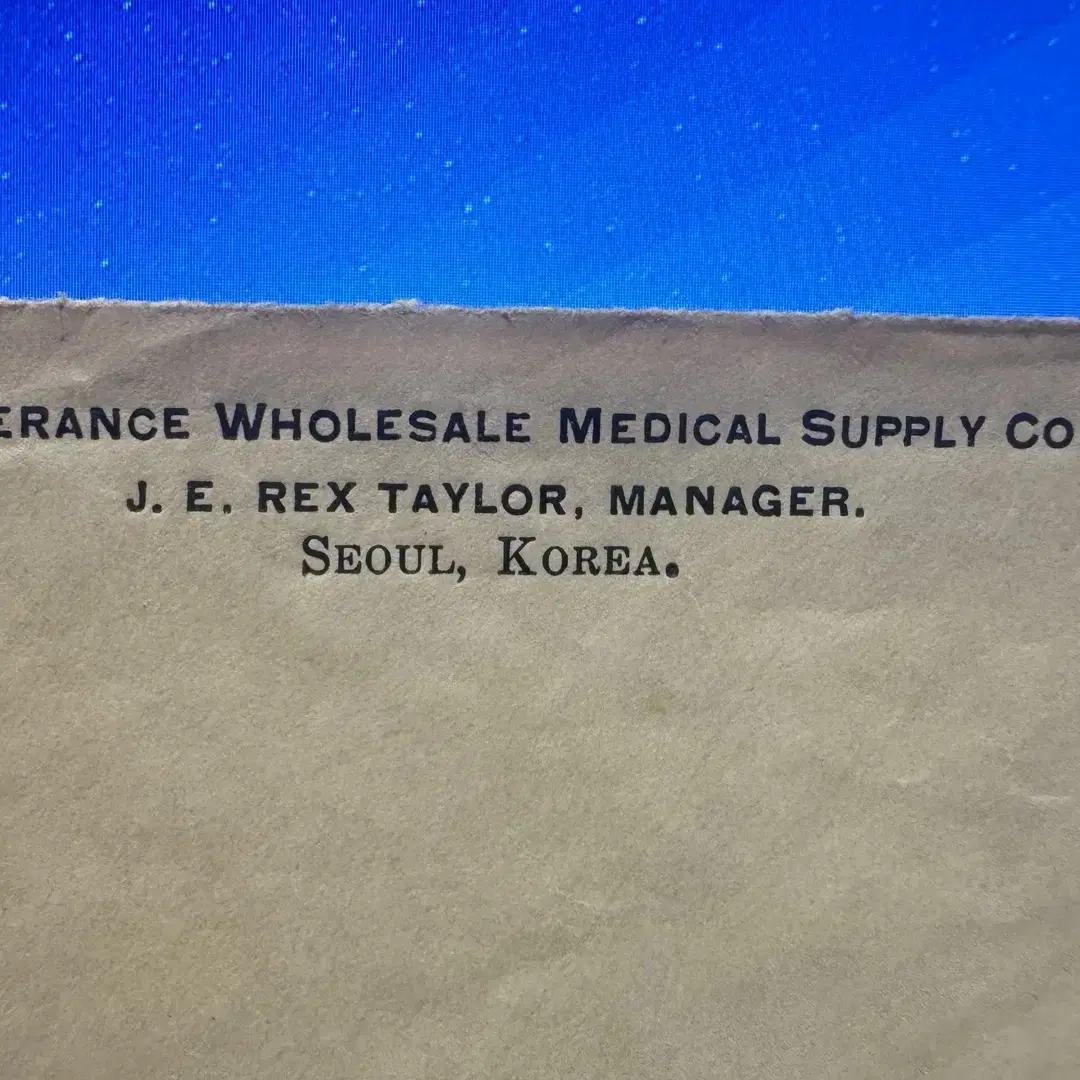 ERANCE WHOLESALE MEDICAL SUPPLY CO
J. E. REX TAYLOR, MANAGER.
SEOUL, KOREA.